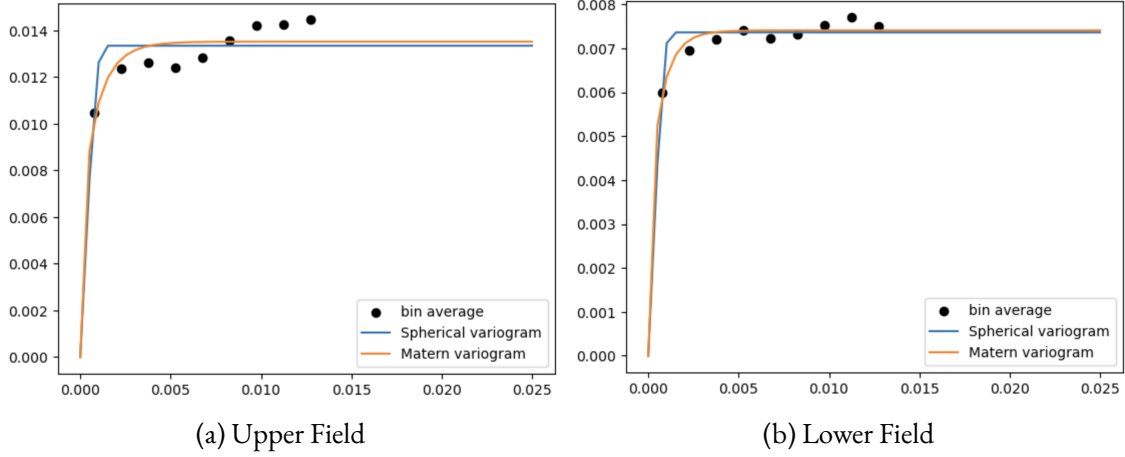 0.014
0.012
0.010
0.008
0.006
0.004
0.002
0.000
bin average
Spherical variogram
Matern variogram
0.000 0.005 0.010 0.015 0.020 0.025
(a) Upper Field
0.008
0.007
0.006
0.005
0.004
0.003
0.002
0.001
0.000
bin average
Spherical variogram
Matern variogram
0.000 0.005 0.010 0.015 0.020 0.025
(b) Lower Field